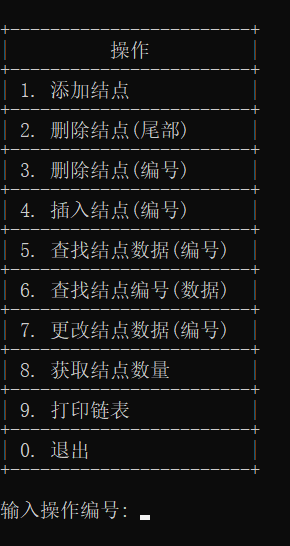 操作
1. 添加结点
2. 删除结点(尾部)
3. 删除结点(编号)
4. 插入结点(编号)
5. 查找结点数据(编号)
6. 查找结点编号(数据)
7. 更改结点数据(编号)
8. 获取结点数量
9. 打印链表
0. 退出
输入操作编号: